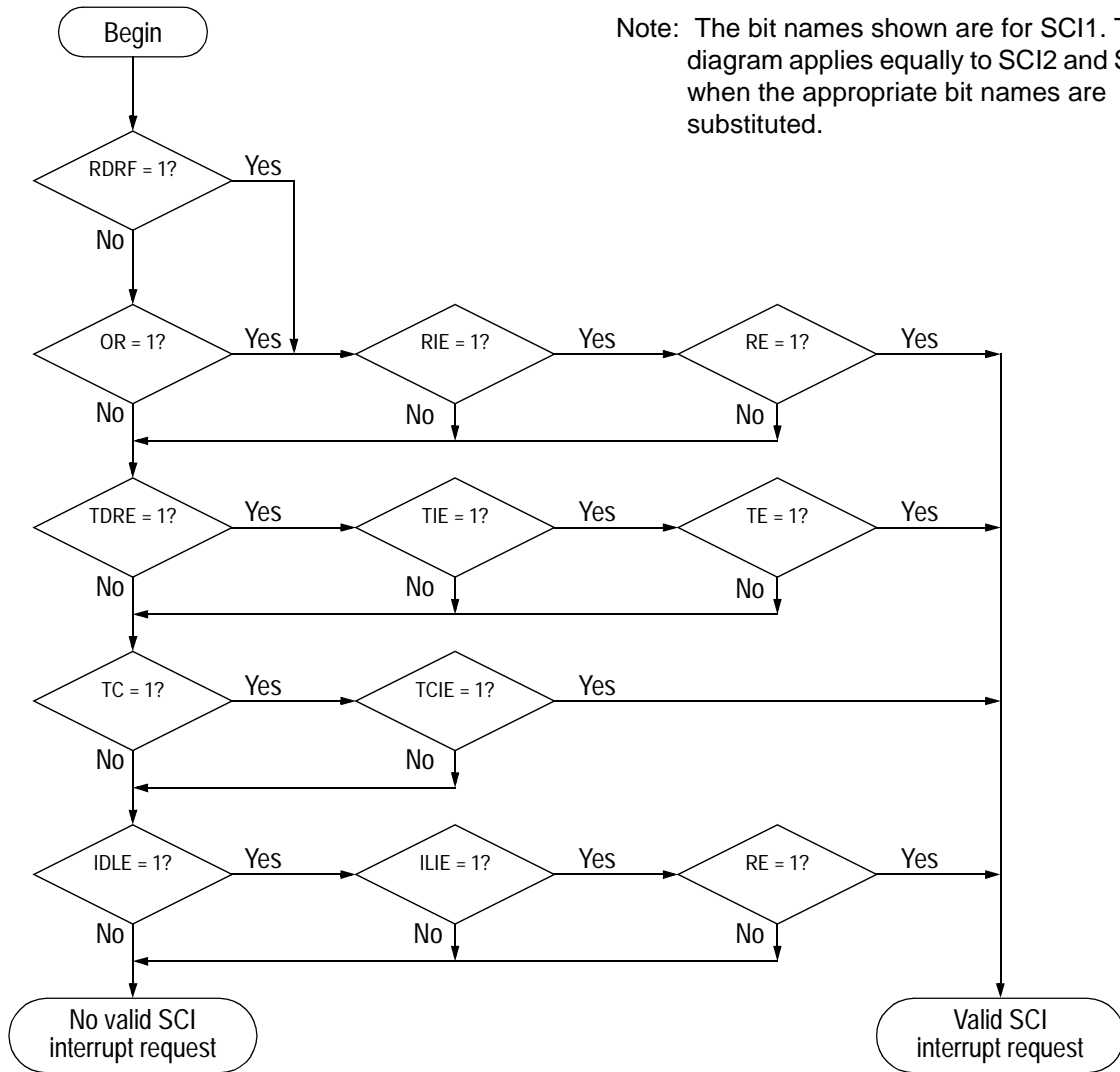 Begin
Note: The bit names shown are for SCI1.
diagram applies equally to SCI2 and
when the appropriate bit names are
substituted.
RDRF = 1?
Yes
No
OR = 1?
Yes
RIE = 1?
Yes
RE = 1?
Yes
No
No
No
TDRE = 1?
Yes
TIE = 1?
Yes
TE = 1?
Yes
No
No
No
TC = 1?
Yes
TCIE = 1?
Yes
No
No
IDLE = 1?
Yes
ILIE = 1?
Yes
RE = 1?
Yes
No
No
No
No valid SCI
interrupt request
Valid SCI
interrupt request